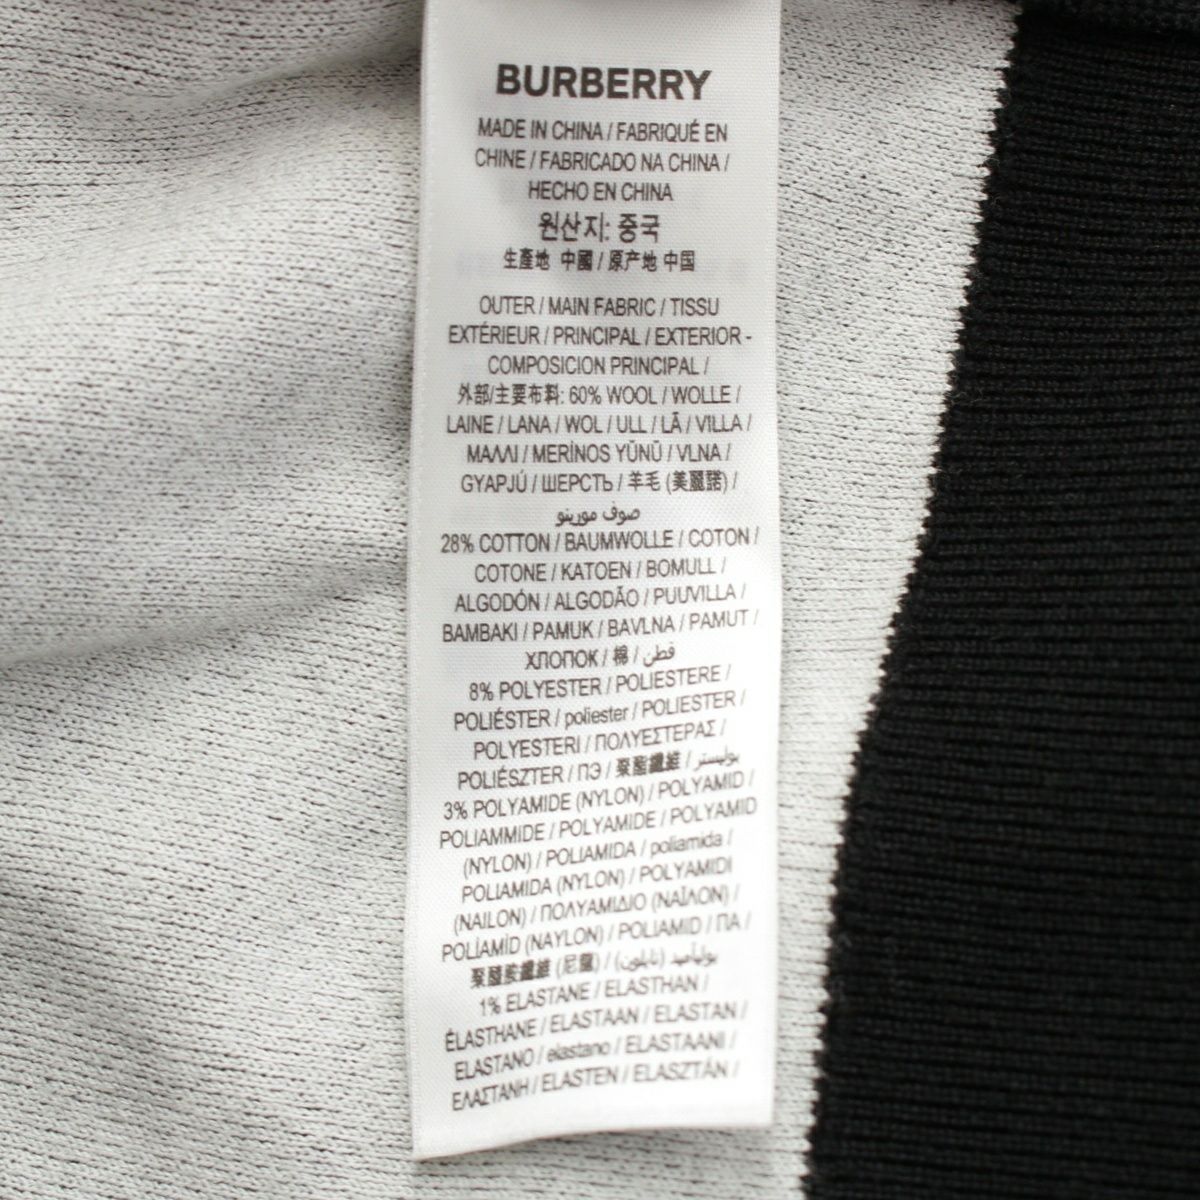 BURBERRY
MADE IN CHINA / FABRIQUÉ EN
CHINE / FABRICADO NA CHINA /
HECHO EN CHINA
원산지: 중국
生產地 中國 / 原产地 中国
OUTER / MAIN FABRIC / TISSU
EXTÉRIEUR / PRINCIPAL / EXTERIOR -
COMPOSICION PRINCIPAL /
外部/主要布料: 60% WOOL / WOLLE /
LAINE / LANA / WOL / ULL / LÃ / VILLA /
ΜΑΛΛΙ / MERİNOS YÜNÜ / VLNA /
GYAPJÚ / ШЕРСТЬ / 羊毛 (美麗諾) /
صوف مورينو
28% COTTON / BAUMWOLLE / COTON /
COTONE / KATOEN / BOMULL /
ALGODÓN / ALGODÃO / PUUVILLA /
BAMBAKI / PAMUK / BAVLNA / PAMUT /
ХЛОПОК / 棉 / قطن
8% POLYESTER / POLIESTERE /
POLIÉSTER / poliester / POLIESTER /
POLYESTERI / ΠΟΛΥΕΣΤΕΡΑΣ /
POLIÉSZTER / ПЭ / 聚酯纖維 / بوليستر
3% POLYAMIDE (NYLON) / POLYAMID /
POLIAMMIDE / POLYAMIDE / POLYAMID
(NYLON) / POLIAMIDA / poliamida /
POLIAMIDA (NYLON) / POLYAMIDI
(NAILON) / ΠΟΛΥΑΜΙΔΙΟ (ΝΑΪΛΟΝ) /
POLİAMİD (NAYLON) / POLIAMID / ПА /
聚醯胺纖維 (尼龍) / بوليأميد (نايلون)
1% ELASTANE / ELASTHAN /
ÉLASTHANE / ELASTAAN / ELASTAN /
ELASTANO / elastano / ELASTAANI /
ΕΛΑΣΤΑΝΗ / ELASTEN / ELASZTÁN /